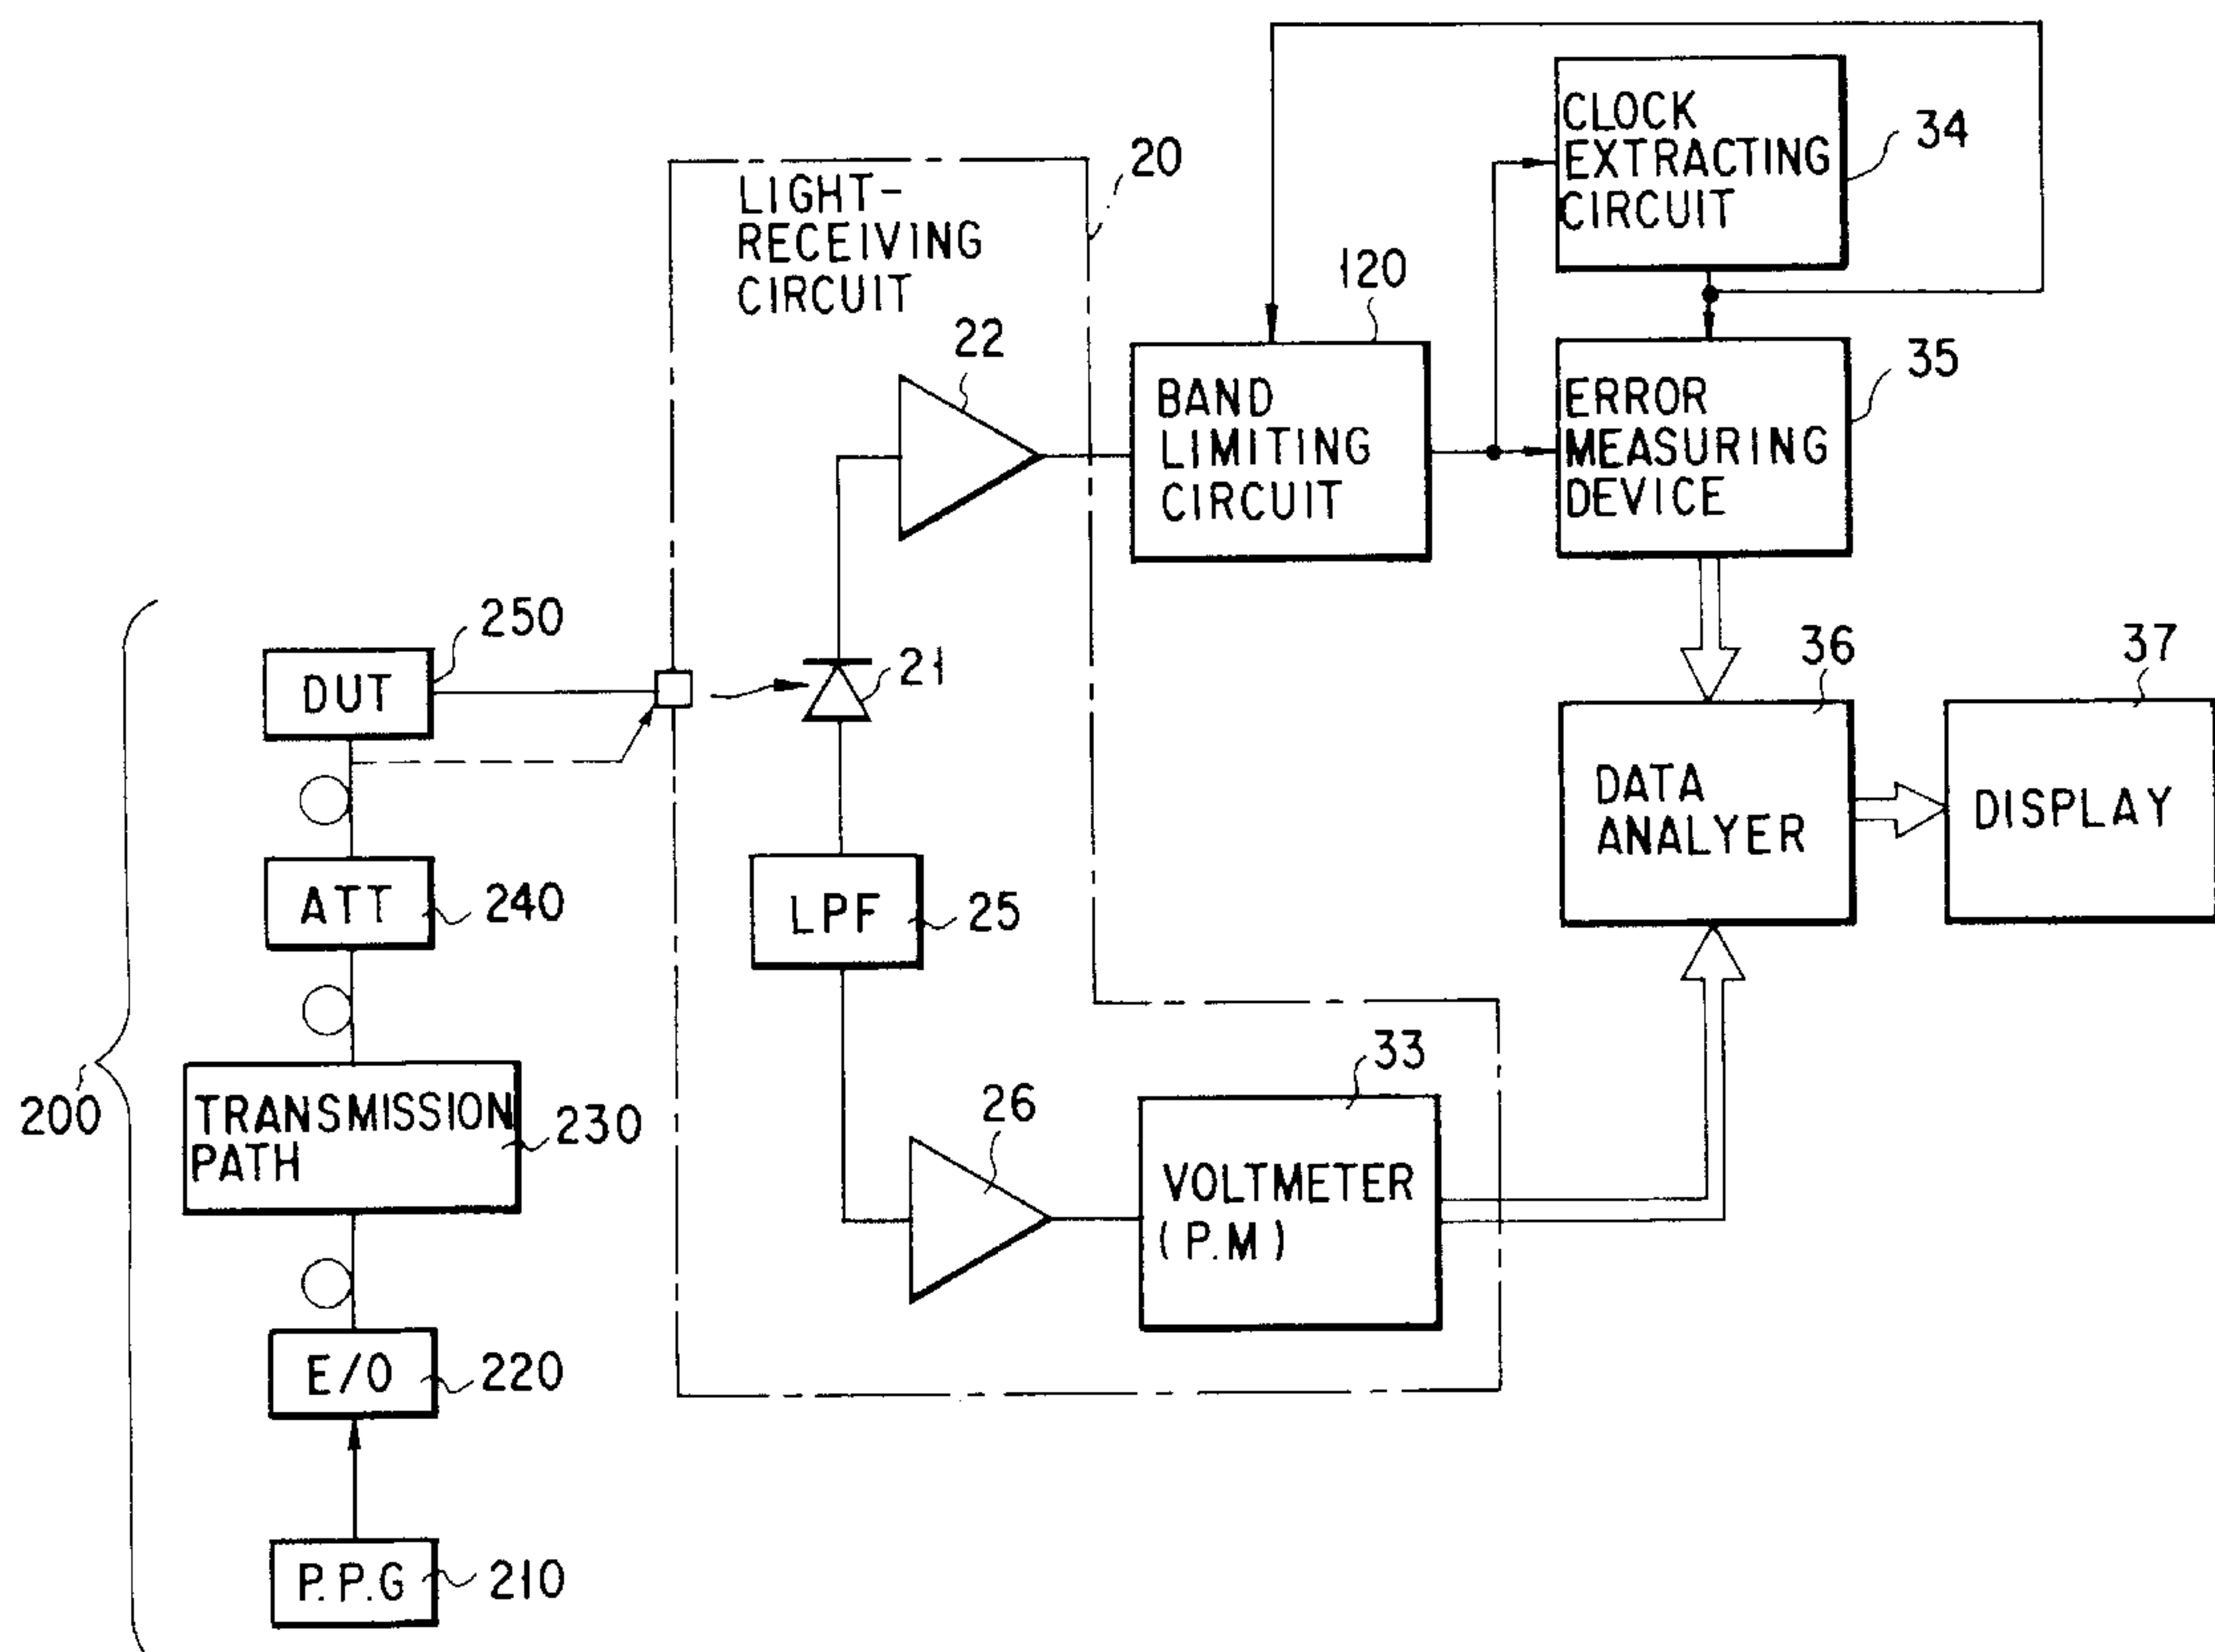 CLOCK
EXTRACTING
CIRCUIT
34
20
LIGHT-
RECEIVING
CIRCUIT
120
22
BAND
LIMITING
CIRCUIT
35
ERROR
MEASURING
DEVICE
250
DUT
21
36
37
DATA
ANALYER
DISPLAY
ATT
240
LPF
25
200
TRANSMISSION
PATH
230
26
33
VOLTMETER
(P.M)
E/O
220
P.P.G
210